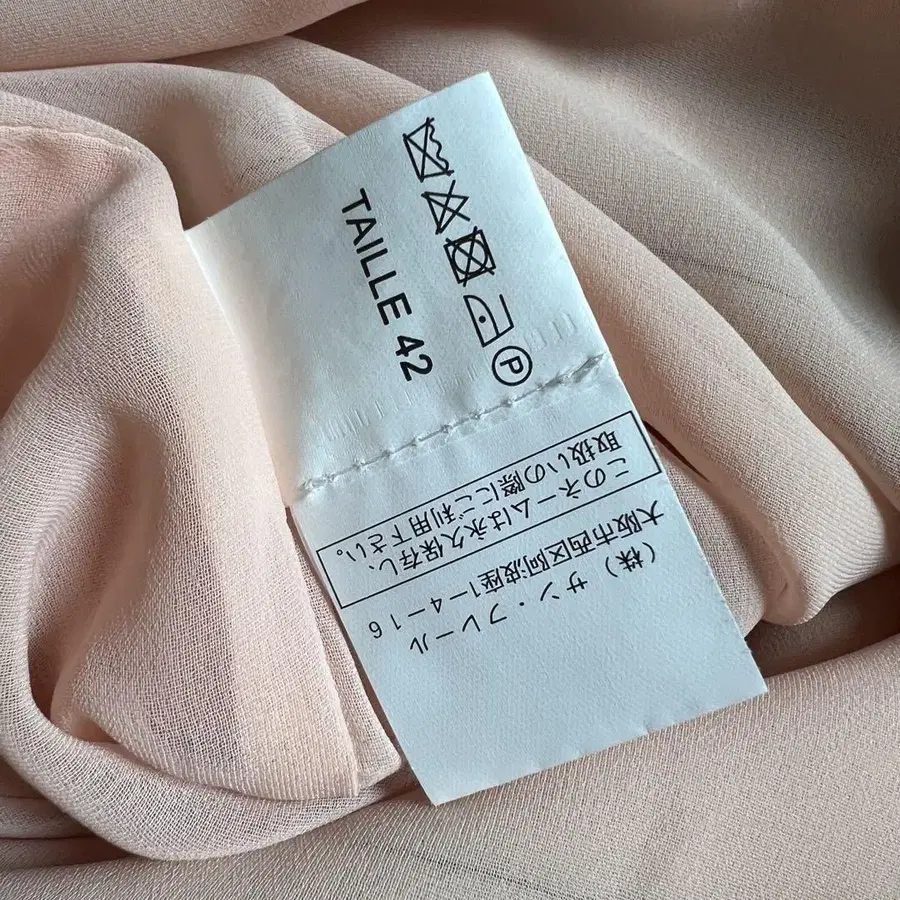 TAILLE 42
P
このネームは永久保存し、
取扱いの際にご利用下さい。
(株) サン・フレール
大阪市西区阿波座1−4−16